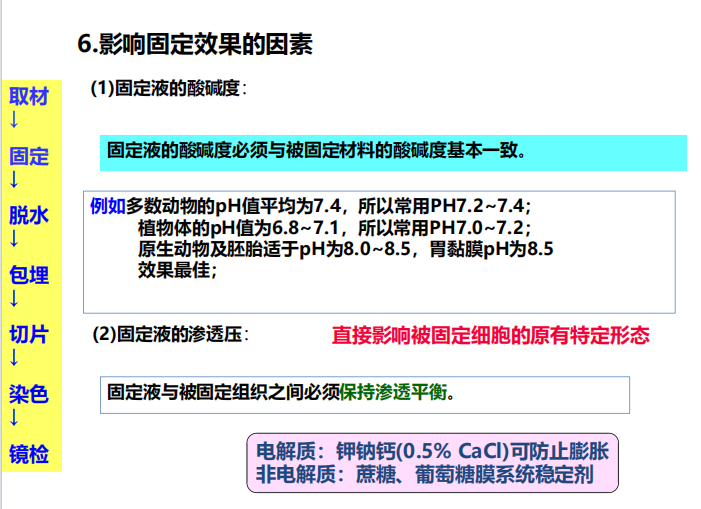 6.影响固定效果的因素
(1)固定液的酸碱度：
取材
↓
固定
↓
脱水
↓
包埋
↓
切片
↓
染色
↓
镜检
固定液的酸碱度必须与被固定材料的酸碱度基本一致。
例如多数动物的pH值平均为7.4，所以常用PH7.2~7.4；
植物体的pH值为6.8~7.1，所以常用PH7.0~7.2；
原生动物及胚胎适于pH为8.0~8.5，胃黏膜pH为8.5
效果最佳；
(2)固定液的渗透压：
直接影响被固定细胞的原有特定形态
固定液与被固定组织之间必须保持渗透平衡。
电解质：钾钠钙(0.5% CaCl)可防止膨胀
非电解质：蔗糖、葡萄糖膜系统稳定剂